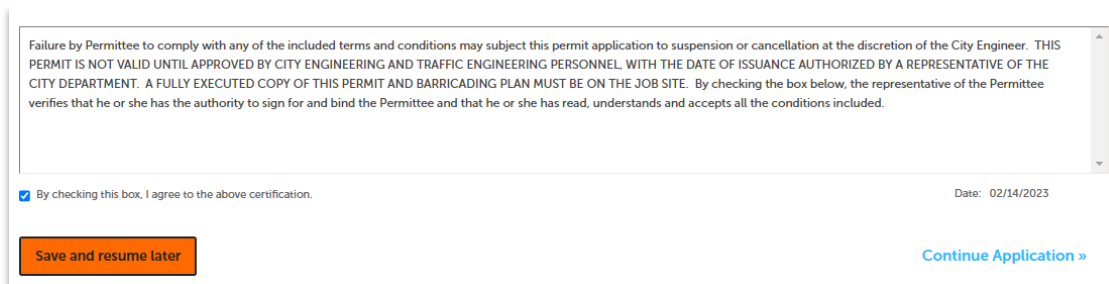 Failure by Permittee to comply with any of the included terms and conditions may subject this permit application to suspension or cancellation at the discretion of the City Engineer.  THIS
PERMIT IS NOT VALID UNTIL APPROVED BY CITY ENGINEERING AND TRAFFIC ENGINEERING PERSONNEL, WITH THE DATE OF ISSUANCE AUTHORIZED BY A REPRESENTATIVE OF THE
CITY DEPARTMENT.  A FULLY EXECUTED COPY OF THIS PERMIT AND BARRICADING PLAN MUST BE ON THE JOB SITE.  By checking the box below, the representative of the Permittee
verifies that he or she has the authority to sign for and bind the Permittee and that he or she has read, understands and accepts all the conditions included.
By checking this box, I agree to the above certification. Date: 02/14/2023
Save and resume later Continue Application »